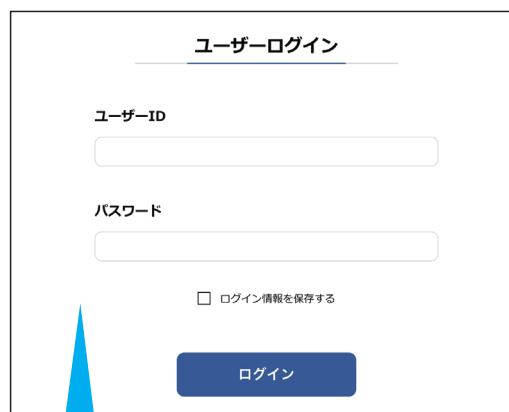 ユーザーログイン
ユーザーID
パスワード
ログイン情報を保存する
ログイン